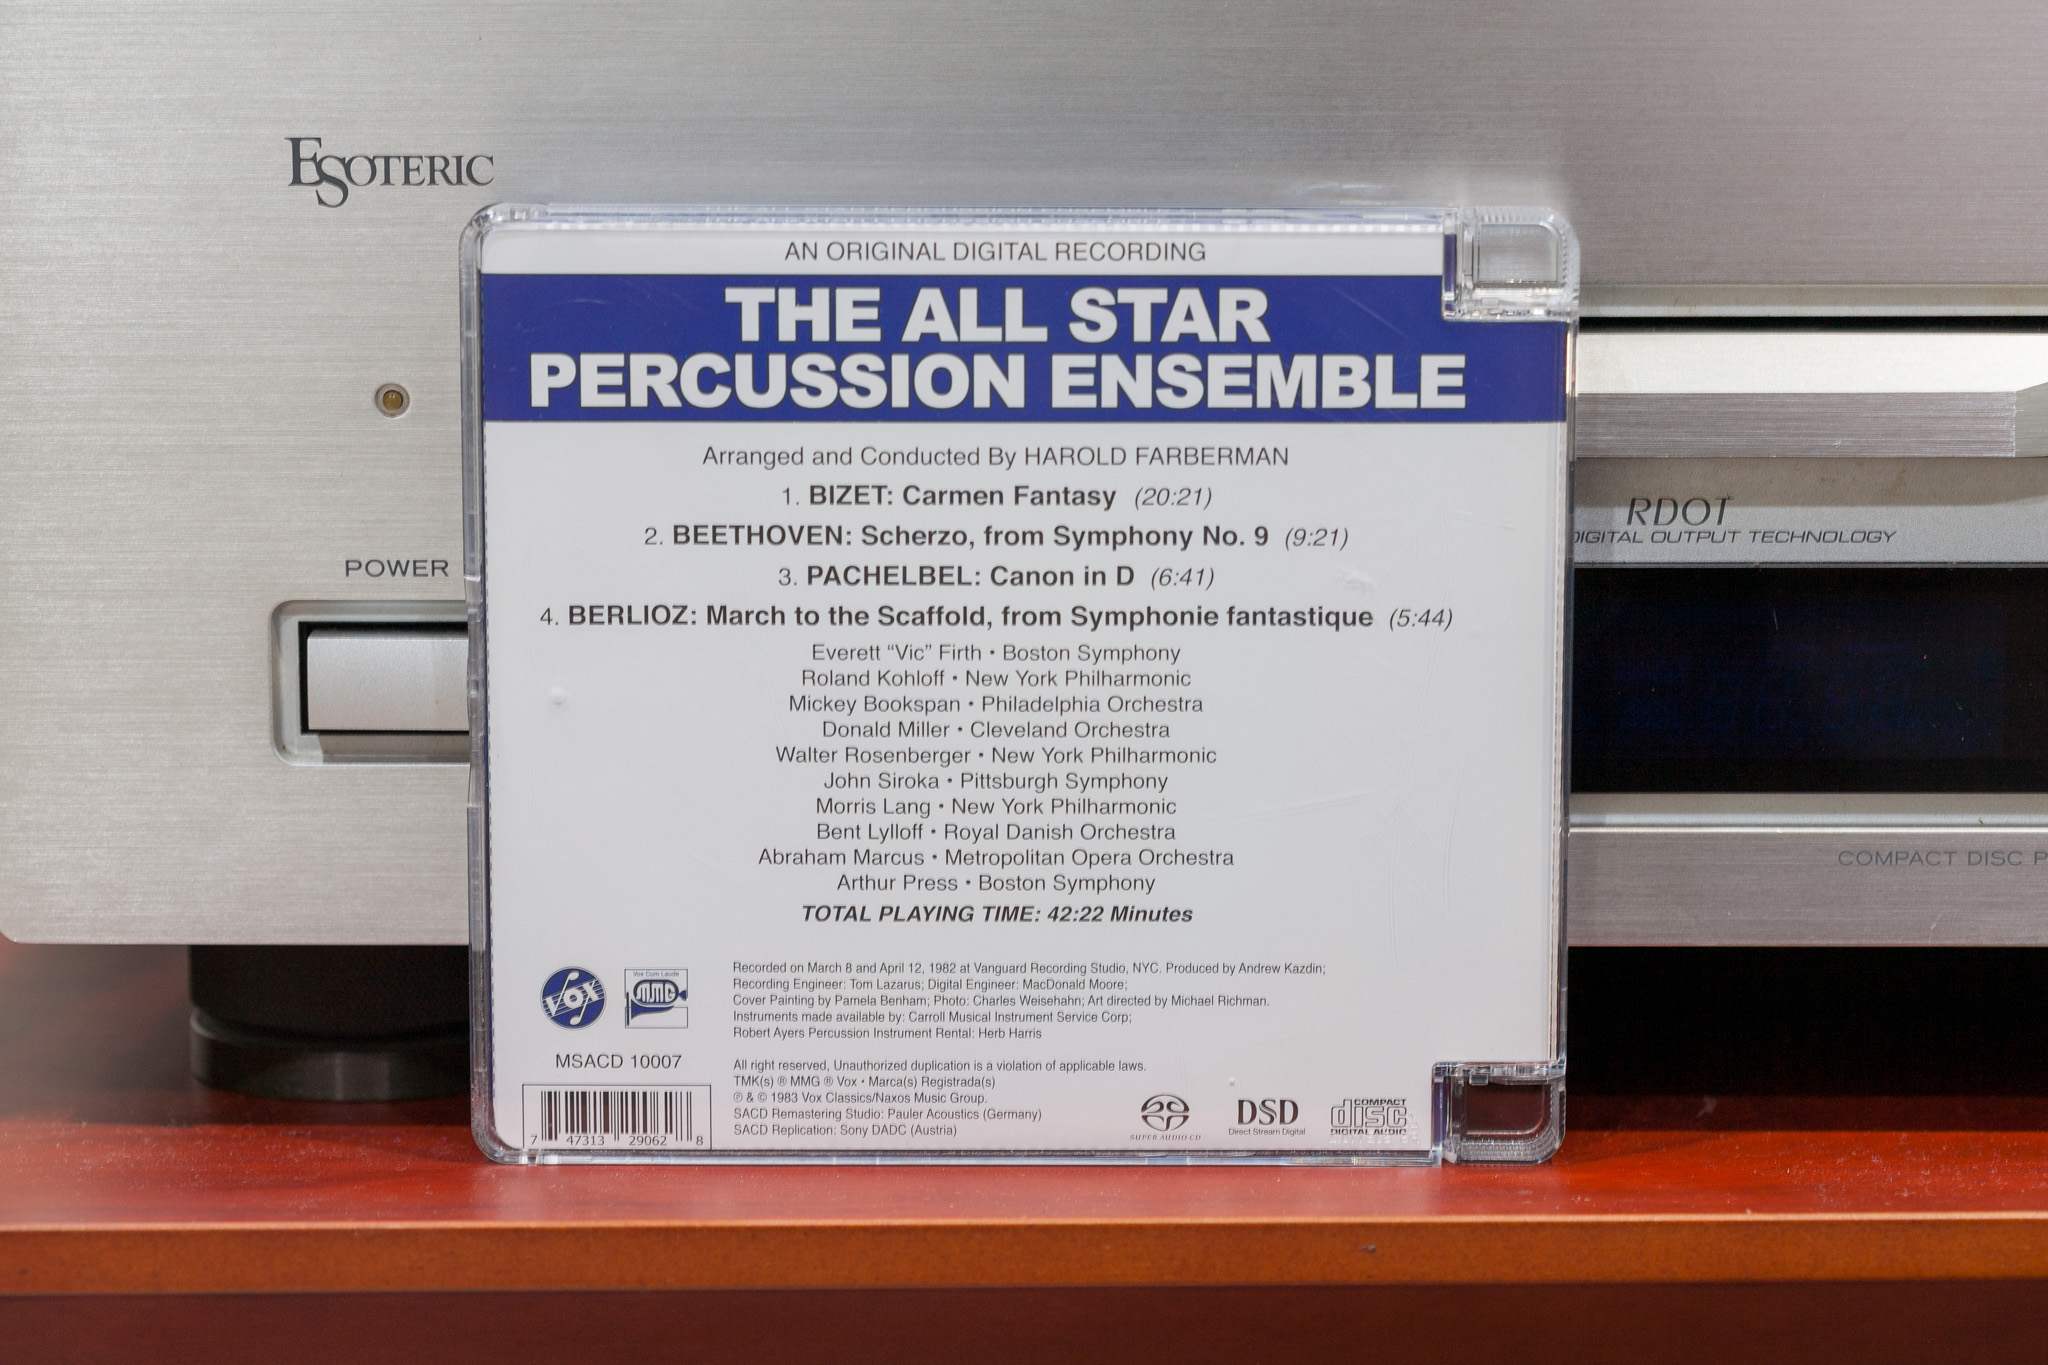 ESOTERIC
AN ORIGINAL DIGITAL RECORDING
THE ALL STAR
PERCUSSION ENSEMBLE
Arranged and Conducted By HAROLD FARBERMAN
1. BIZET: Carmen Fantasy (20:21)
2. BEETHOVEN: Scherzo, from Symphony No. 9 (9:21)
3. PACHELBEL: Canon in D (6:41)
4. BERLIOZ: March to the Scaffold, from Symphonie fantastique (5:44)
Everett “Vic” Firth • Boston Symphony
Roland Kohloff • New York Philharmonic
Mickey Bookspan • Philadelphia Orchestra
Donald Miller • Cleveland Orchestra
Walter Rosenberger • New York Philharmonic
John Siroka • Pittsburgh Symphony
Morris Lang • New York Philharmonic
Bent Lylloff • Royal Danish Orchestra
Abraham Marcus • Metropolitan Opera Orchestra
Arthur Press • Boston Symphony
TOTAL PLAYING TIME: 42:22 Minutes
VOX
Vox Cum Laude
MMG
MSACD 10007
7 47313 29062 8
Recorded on March 8 and April 12, 1982 at Vanguard Recording Studio, NYC. Produced by Andrew Kazdin;
Recording Engineer: Tom Lazarus; Digital Engineer: MacDonald Moore;
Cover Painting by Pamela Benham; Photo: Charles Weisehahn; Art directed by Michael Richman.
Instruments made available by: Carroll Musical Instrument Service Corp;
Robert Ayers Percussion Instrument Rental: Herb Harris
All right reserved, Unauthorized duplication is a violation of applicable laws.
TMK(s) ® MMG ® Vox • Marca(s) Registrada(s)
℗ & © 1983 Vox Classics/Naxos Music Group.
SACD Remastering Studio: Pauler Acoustics (Germany)
SACD Replication: Sony DADC (Austria)
SUPER AUDIO CD
DSD
Direct Stream Digital
COMPACT
disc
DIGITAL AUDIO
POWER
RDOT
DIGITAL OUTPUT TECHNOLOGY
COMPACT DISC P